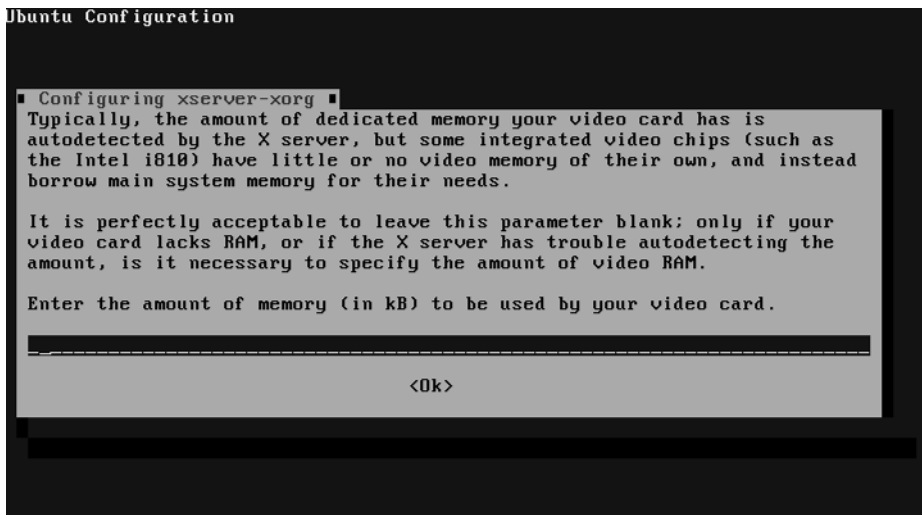 Ubuntu Configuration
Configuring xserver-xorg
Typically, the amount of dedicated memory your video card has is
autodetected by the X server, but some integrated video chips (such as
the Intel i810) have little or no video memory of their own, and instead
borrow main system memory for their needs.
It is perfectly acceptable to leave this parameter blank; only if your
video card lacks RAM, or if the X server has trouble autodetecting the
amount, is it necessary to specify the amount of video RAM.
Enter the amount of memory (in kB) to be used by your video card.
<Ok>